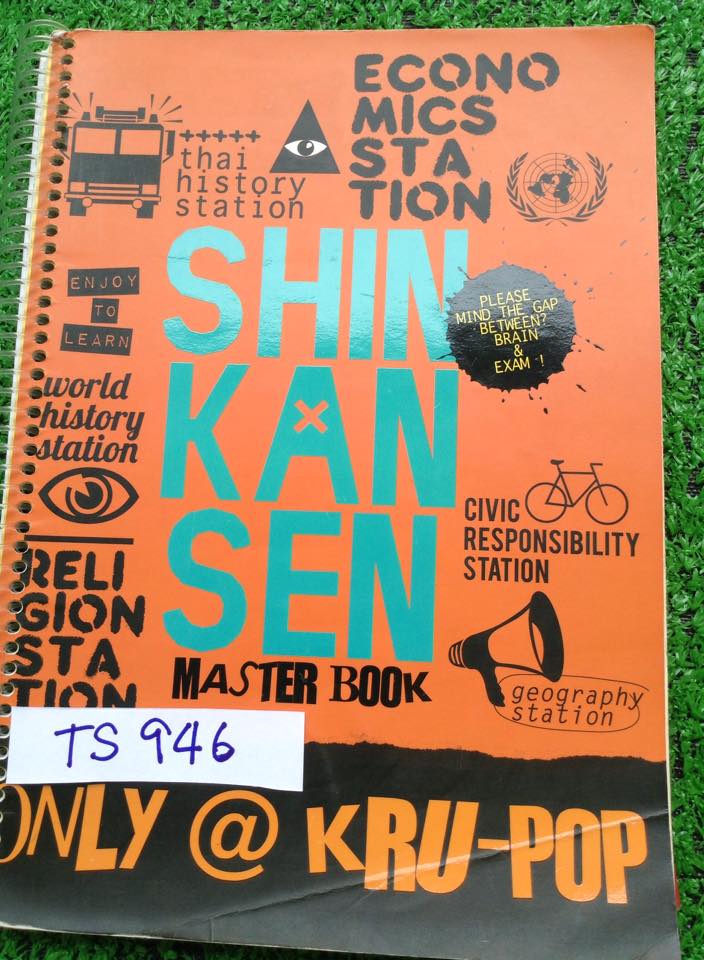 ECONO
MICS
STA
TION
+++++
thai
history
station
SHIN
KAN
SEN
MASTER BOOK
PLEASE
MIND THE GAP
BETWEEN?
BRAIN
&
EXAM !
ENJOY
TO
LEARN
world
history
station
RELI
GION
STA
TION
CIVIC
RESPONSIBILITY
STATION
geography
station
TS 946
ONLY @ KRU-POP